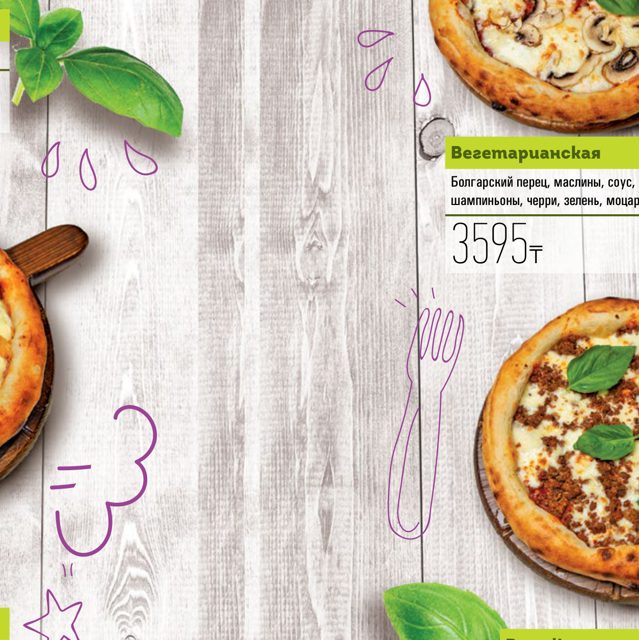 Вегетарианская
Болгарский перец, маслины, соус,
шампиньоны, черри, зелень, моцар
3595₸